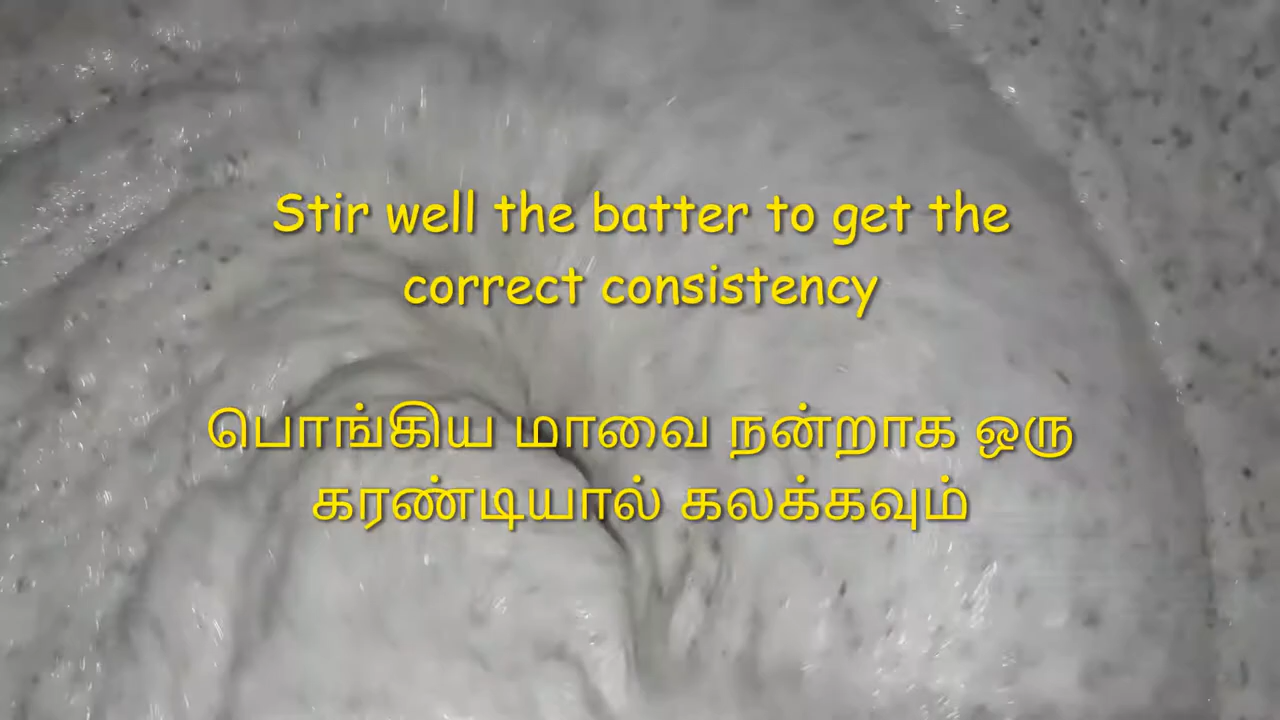 Stir well the batter to get the
correct consistency
பொங்கிய மாவை நன்றாக ஒரு
கரண்டியால் கலக்கவும்